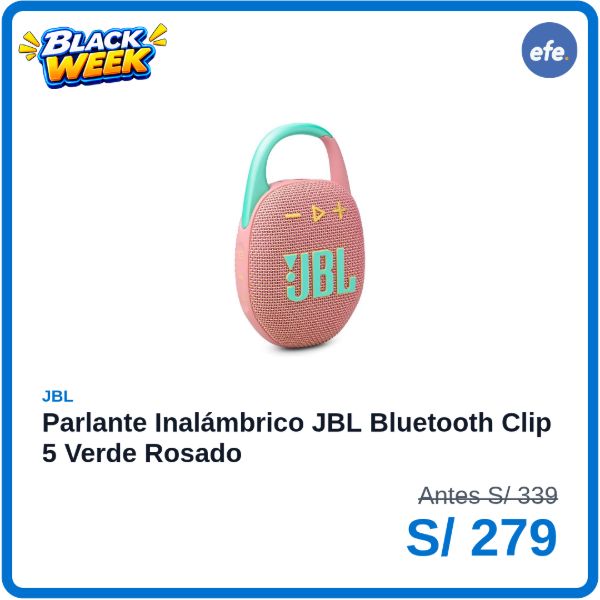 BLACK
WEEK
efe.
JBL
JBL
Parlante Inalámbrico JBL Bluetooth Clip
5 Verde Rosado
Antes S/ 339
S/ 279